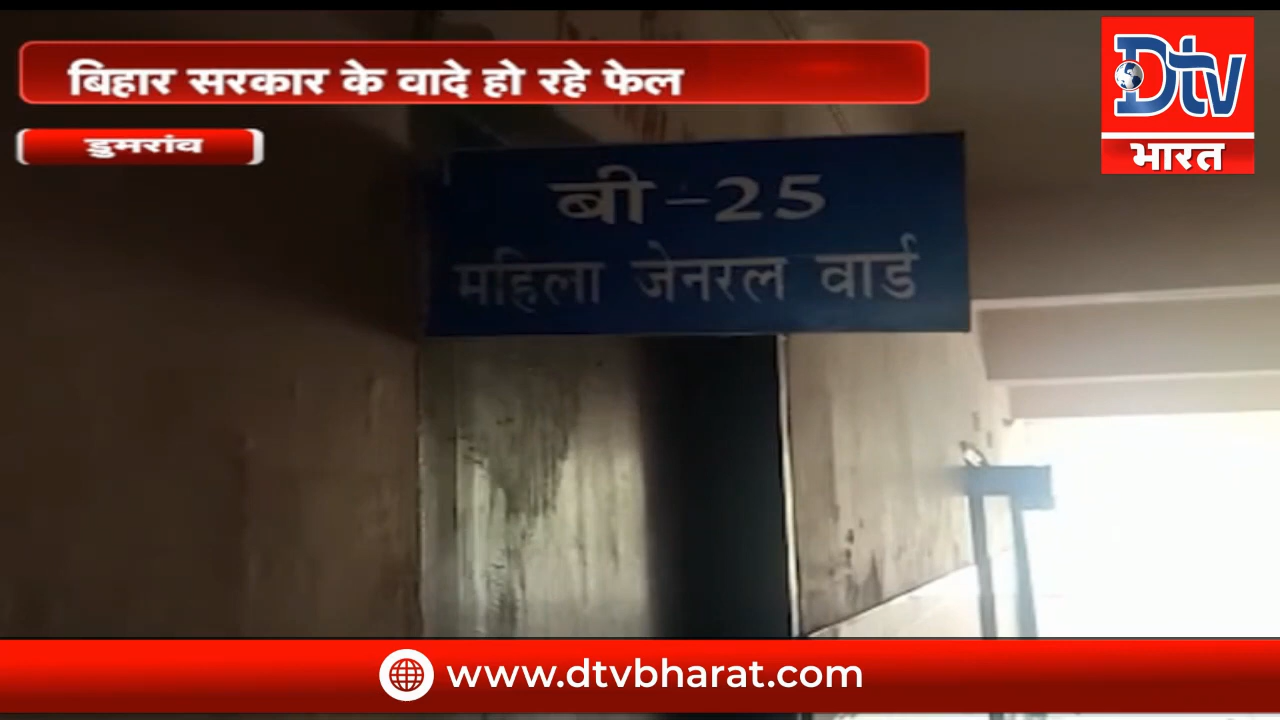 बिहार सरकार के वादे हो रहे फेल
Dtv
डुमरांव
भारत
बी-25
महिला जेनरल वार्ड
www.dtvbharat.com